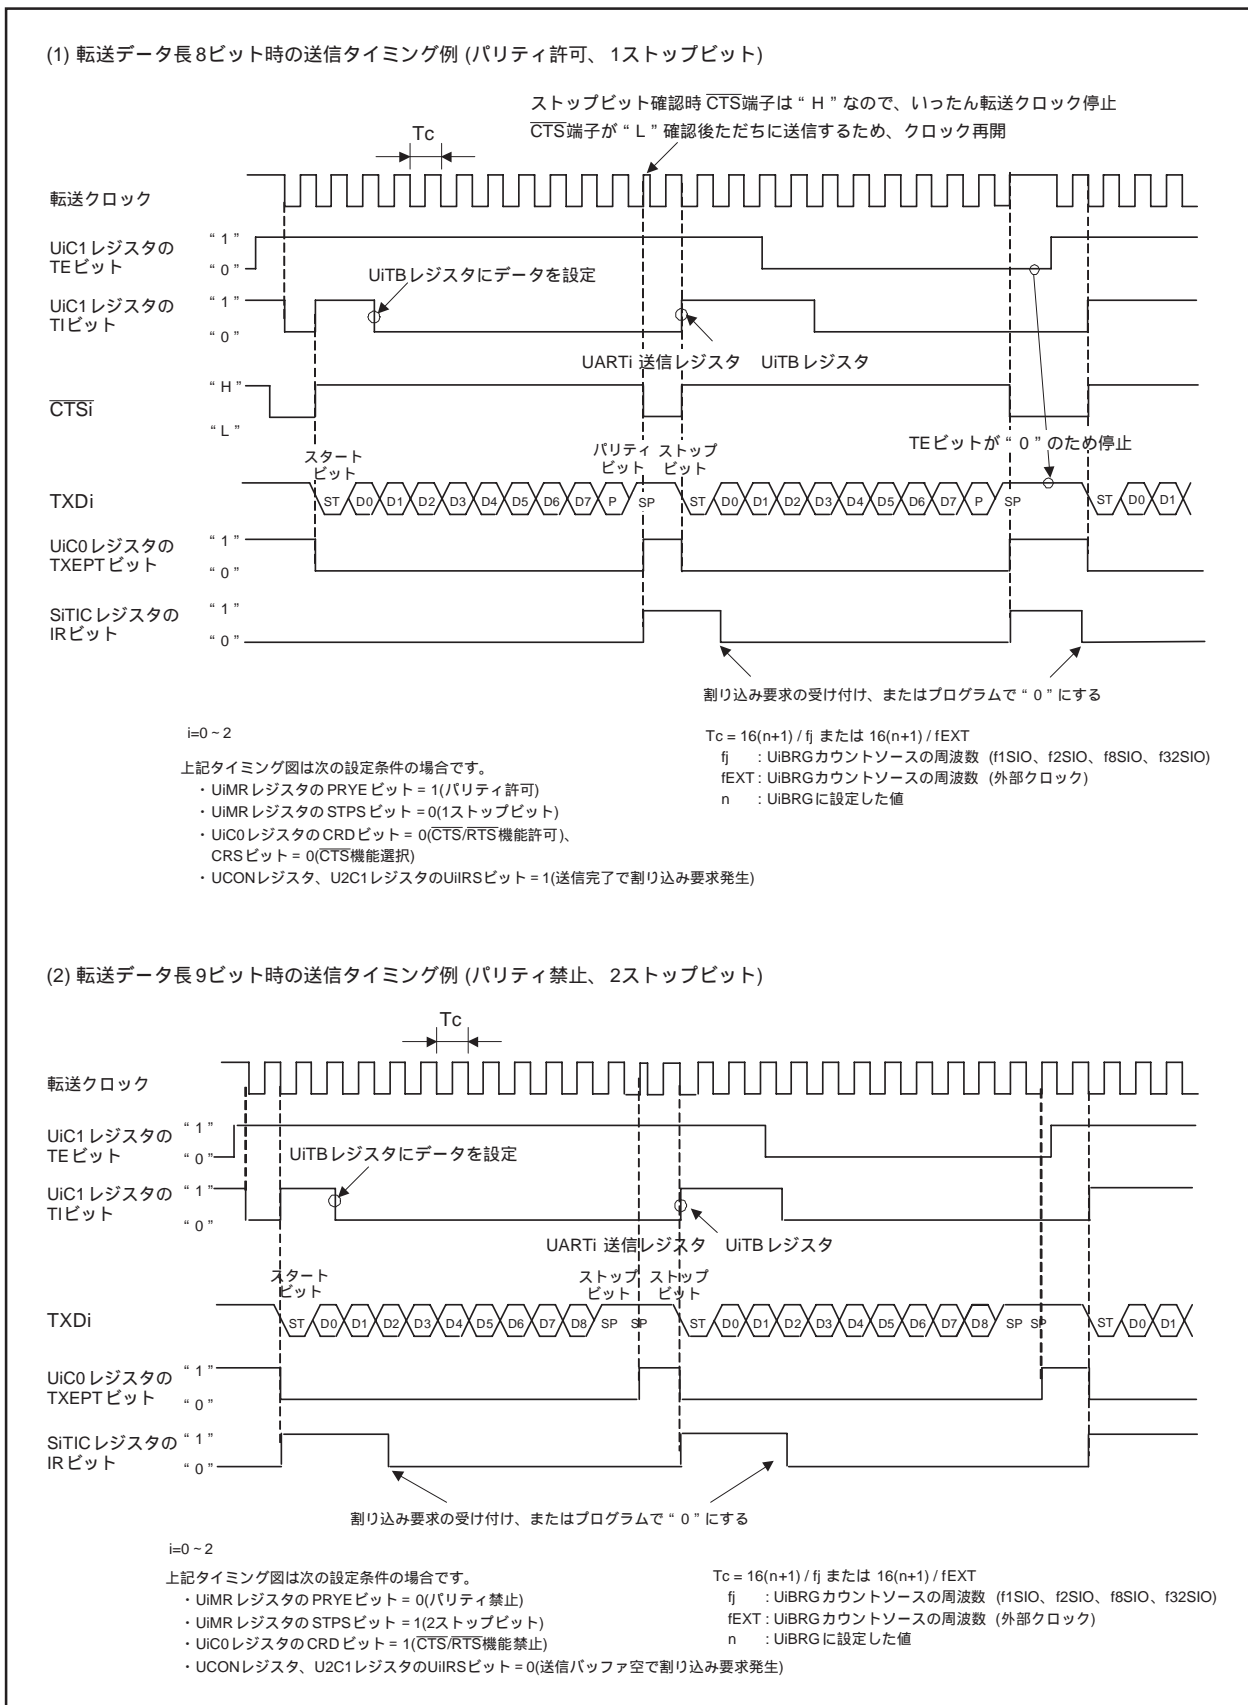 (1) 転送データ長8ビット時の送信タイミング例 (パリティ許可、1ストップビット)
ストップビット確認時 CTS端子は“ H ”なので、いったん転送クロック停止
CTS端子が“ L ”確認後ただちに送信するため、クロック再開
Tc
転送クロック
UiC1レジスタの
TEビット
“ 1 ”
“ 0 ”
UiTBレジスタにデータを設定
UiC1レジスタの
TIビット
“ 1 ”
“ 0 ”
UARTi 送信レジスタ UiTBレジスタ
CTSi
“ H ”
“ L ”
TEビットが“ 0 ”のため停止
スタート
ビット
パリティ
ビット
ストップ
ビット
TXDi
ST D0 D1 D2 D3 D4 D5 D6 D7 P SP ST D0 D1 D2 D3 D4 D5 D6 D7 P SP ST D0 D1
UiC0レジスタの
TXEPTビット
“ 1 ”
“ 0 ”
SiTICレジスタの
IRビット
“ 1 ”
“ 0 ”
割り込み要求の受け付け、またはプログラムで“ 0 ”にする
i=0 ~ 2
上記タイミング図は次の設定条件の場合です。
・UiMRレジスタのPRYEビット = 1(パリティ許可)
・UiMRレジスタのSTPSビット = 0(1ストップビット)
・UiC0レジスタのCRDビット = 0(CTS/RTS機能許可)、
CRSビット = 0(CTS機能選択)
・UCONレジスタ、U2C1レジスタのUiIRSビット = 1(送信完了で割り込み要求発生)
Tc = 16(n+1) / fj または 16(n+1) / fEXT
fj : UiBRGカウントソースの周波数 (f1SIO、f2SIO、f8SIO、f32SIO)
fEXT : UiBRGカウントソースの周波数 (外部クロック)
n : UiBRGに設定した値
(2) 転送データ長9ビット時の送信タイミング例 (パリティ禁止、2ストップビット)
Tc
転送クロック
UiC1レジスタの
TEビット
“ 1 ”
“ 0 ”
UiTBレジスタにデータを設定
UiC1レジスタの
TIビット
“ 1 ”
“ 0 ”
UARTi 送信レジスタ UiTBレジスタ
スタート
ビット
ストップ
ビット
ストップ
ビット
TXDi
ST D0 D1 D2 D3 D4 D5 D6 D7 D8 SP SP ST D0 D1 D2 D3 D4 D5 D6 D7 D8 SP SP ST D0 D1
UiC0レジスタの
TXEPTビット
“ 1 ”
“ 0 ”
SiTICレジスタの
IRビット
“ 1 ”
“ 0 ”
割り込み要求の受け付け、またはプログラムで“ 0 ”にする
i=0 ~ 2
上記タイミング図は次の設定条件の場合です。
・UiMRレジスタのPRYEビット = 0(パリティ禁止)
・UiMRレジスタのSTPSビット = 1(2ストップビット)
・UiC0レジスタのCRDビット = 1(CTS/RTS機能禁止)
・UCONレジスタ、U2C1レジスタのUiIRSビット = 0(送信バッファ空で割り込み要求発生)
Tc = 16(n+1) / fj または 16(n+1) / fEXT
fj : UiBRGカウントソースの周波数 (f1SIO、f2SIO、f8SIO、f32SIO)
fEXT : UiBRGカウントソースの周波数 (外部クロック)
n : UiBRGに設定した値